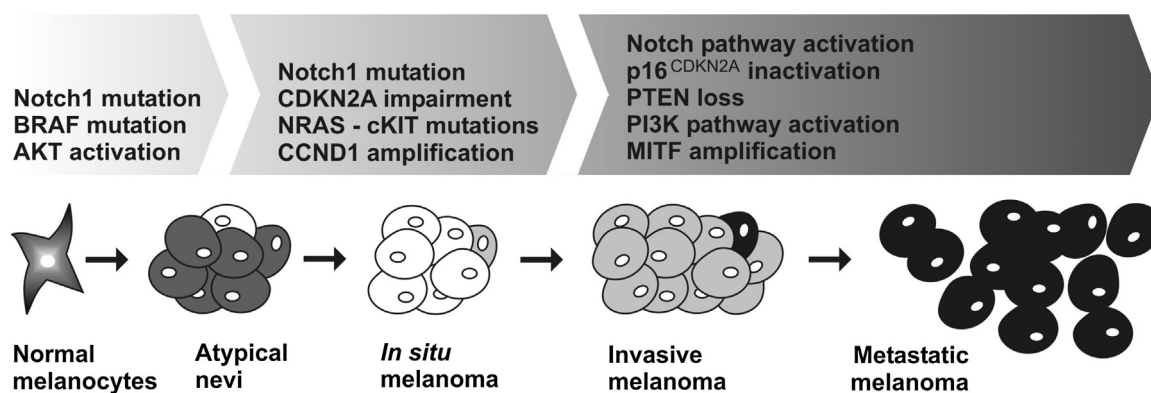 Notch1 mutation
BRAF mutation
AKT activation
Notch1 mutation
CDKN2A impairment
NRAS - cKIT mutations
CCND1 amplification
Notch pathway activation
p16CDKN2A inactivation
PTEN loss
PI3K pathway activation
MITF amplification
Normal
melanocytes
Atypical
nevi
In situ
melanoma
Invasive
melanoma
Metastatic
melanoma